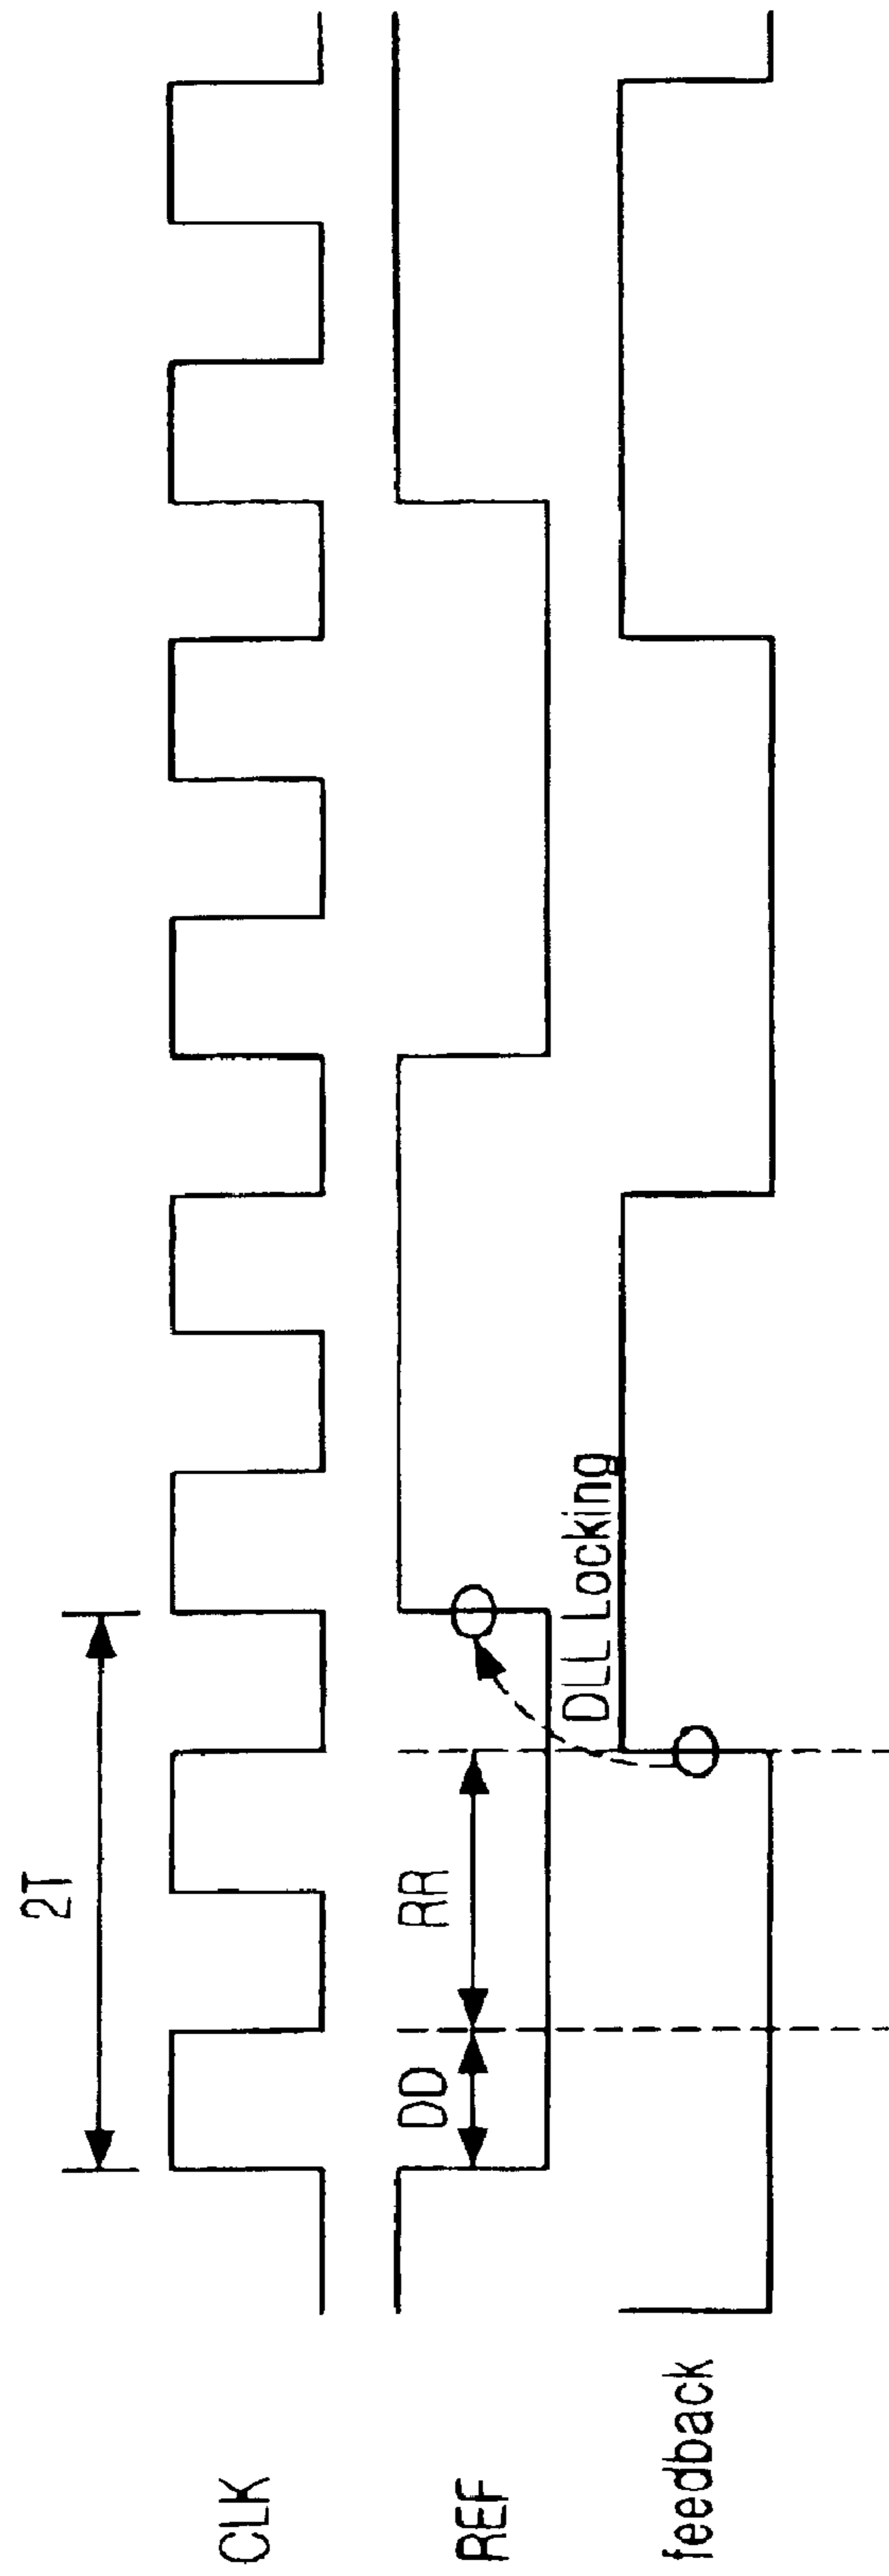 2T
CLK
DD
RR
REF
DLL Locking
feedback